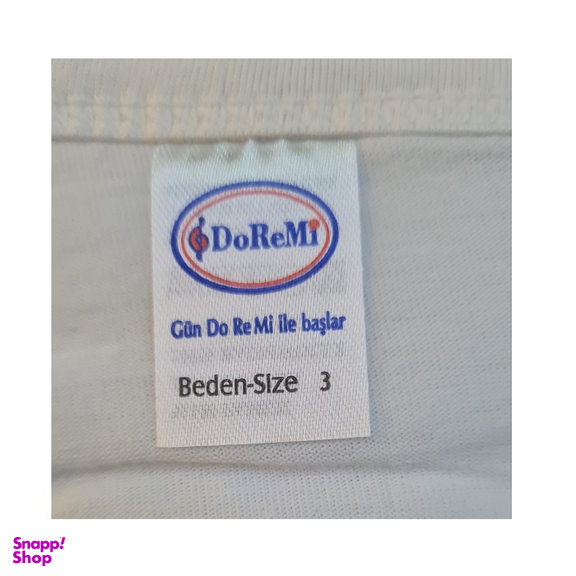 DoReMi
Gün Do Re Mi ile başlar
Beden-Size 3
Snapp!
Shop